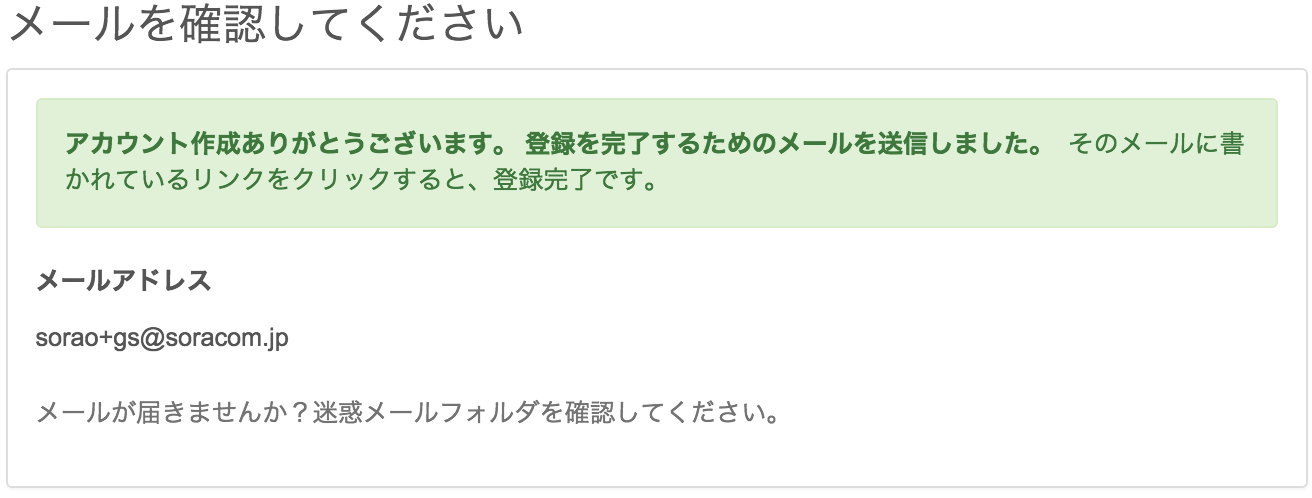 メールを確認してください
アカウント作成ありがとうございます。 登録を完了するためのメールを送信しました。 そのメールに書
かれているリンクをクリックすると、登録完了です。
メールアドレス
sorao+gs@soracom.jp
メールが届きませんか？迷惑メールフォルダを確認してください。